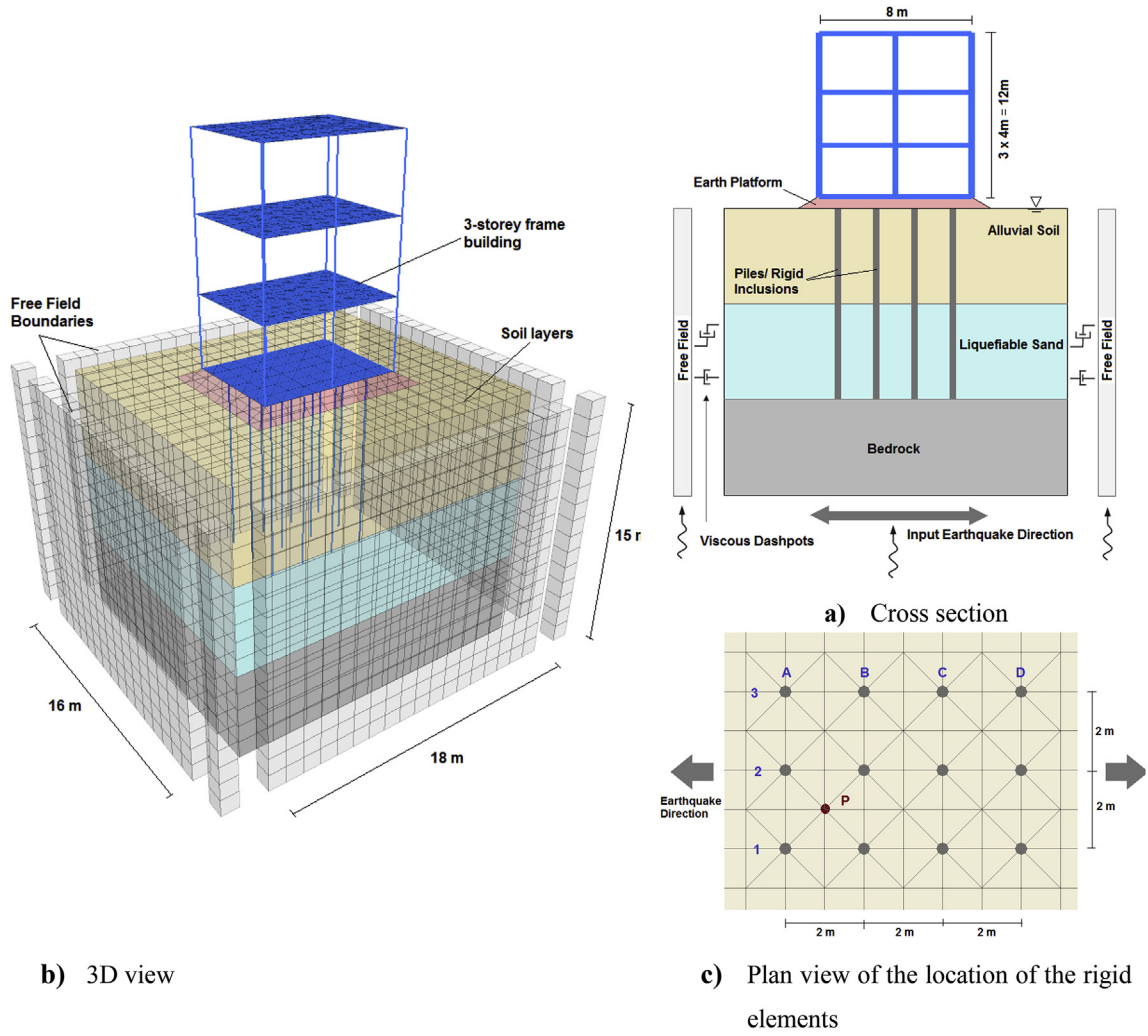 8 m
3 x 4m = 12m
Earth Platform
Alluvial Soil
Piles/ Rigid
Inclusions
Free Field
Liquefiable Sand
Free Field
Bedrock
Viscous Dashpots
Input Earthquake Direction
a) Cross section
3-storey frame
building
Free Field
Boundaries
Soil layers
15 m
16 m
18 m
b) 3D view
A B C D
3
2 m
2
Earthquake
Direction
P
2 m
1
2 m 2 m 2 m
c) Plan view of the location of the rigid
elements